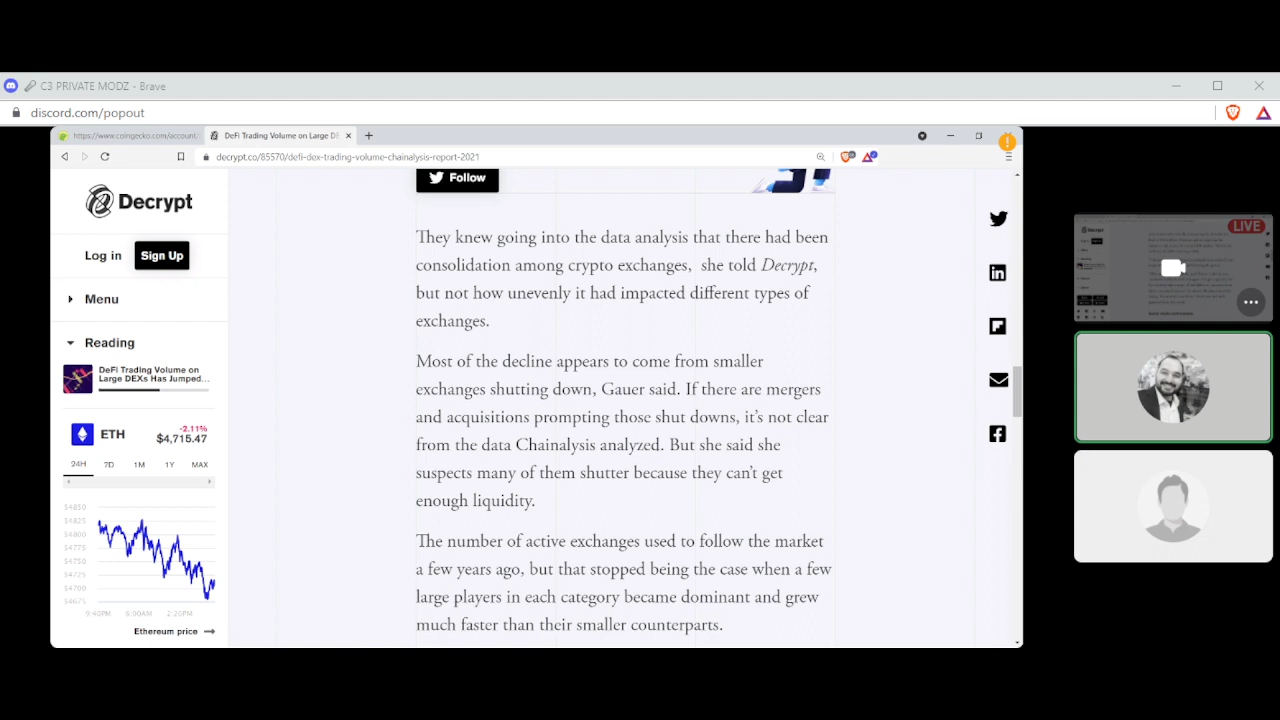 C3 PRIVATE MODZ - Brave
discord.com/popout
https://www.coingecko.com/account/
DeFi Trading Volume on Large DE
decrypt.co/85570/defi-dex-trading-volume-chainalysis-report-2021
Decrypt
Log in
Sign Up
Menu
Reading
DeFi Trading Volume on
Large DEXs Has Jumped...
ETH
-2.11%
$4,715.47
24H 7D 1M 1Y MAX
$4850
$4825
$4800
$4775
$4750
$4725
$4700
$4675
9:40PM 6:00AM 2:20PM
Ethereum price
Follow
They knew going into the data analysis that there had been
consolidation among crypto exchanges, she told Decrypt,
but not how unevenly it had impacted different types of
exchanges.
Most of the decline appears to come from smaller
exchanges shutting down, Gauer said. If there are mergers
and acquisitions prompting those shut downs, it’s not clear
from the data Chainalysis analyzed. But she said she
suspects many of them shutter because they can’t get
enough liquidity.
The number of active exchanges used to follow the market
a few years ago, but that stopped being the case when a few
large players in each category became dominant and grew
much faster than their smaller counterparts.
LIVE